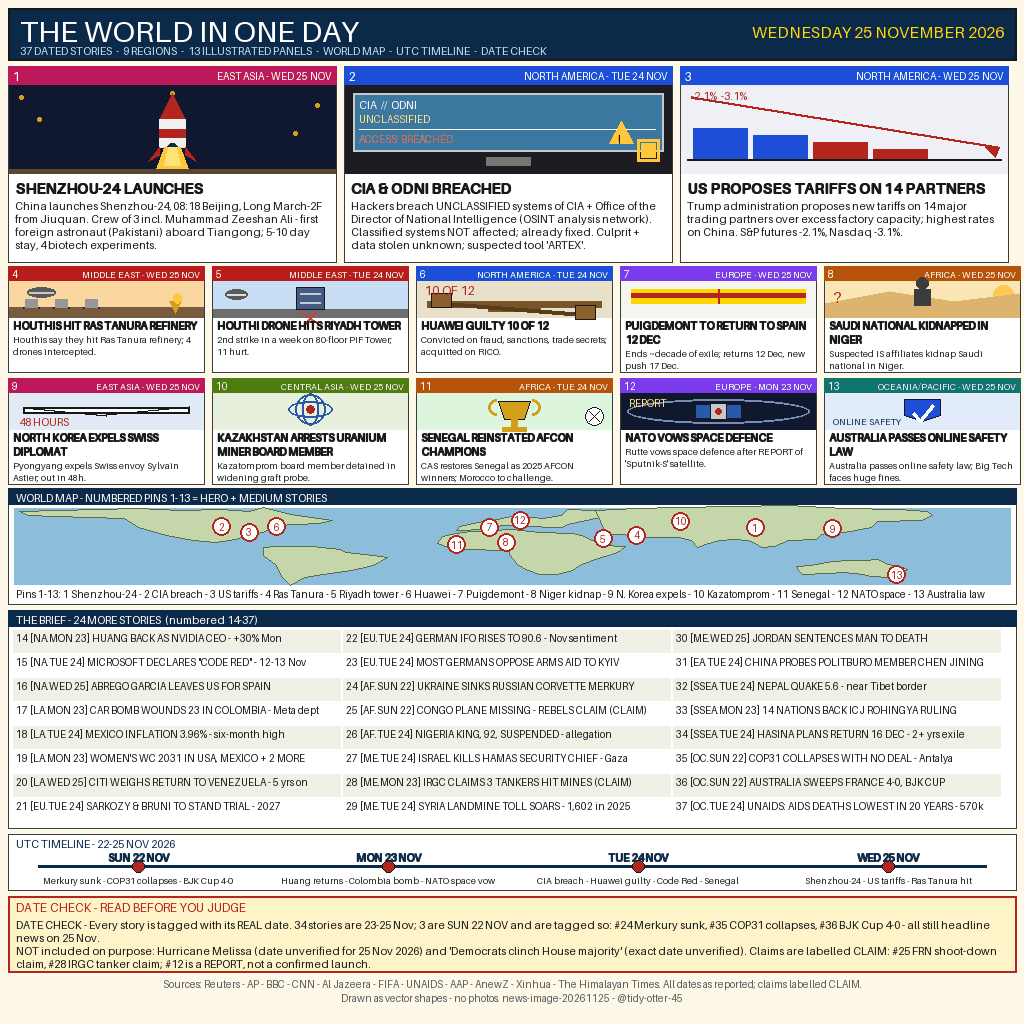 THE WORLD IN ONE DAY
37 DATED STORIES - 9 REGIONS - 13 ILLUSTRATED PANELS - WORLD MAP - UTC TIMELINE - DATE CHECK
WEDNESDAY 25 NOVEMBER 2026
1
EAST ASIA - WED 25 NOV
SHENZHOU-24 LAUNCHES
China launches Shenzhou-24, 08:18 Beijing, Long March-2F
from Jiuquan. Crew of 3 incl. Muhammad Zeeshan Ali - first
foreign astronaut (Pakistani) aboard Tiangong; 5-10 day
stay, 4 biotech experiments.
2
NORTH AMERICA - TUE 24 NOV
CIA // ODNI
UNCLASSIFIED
ACCESS: BREACHED
!
CIA & ODNI BREACHED
Hackers breach UNCLASSIFIED systems of CIA + Office of the
Director of National Intelligence (OSINT analysis network).
Classified systems NOT affected; already fixed. Culprit +
data stolen unknown; suspected tool 'ARTEX'.
3
NORTH AMERICA - WED 25 NOV
-2.1% -3.1%
US PROPOSES TARIFFS ON 14 PARTNERS
Trump administration proposes new tariffs on 14 major
trading partners over excess factory capacity; highest rates
on China. S&P futures -2.1%, Nasdaq -3.1%.
4
MIDDLE EAST - WED 25 NOV
HOUTHIS HIT RAS TANURA REFINERY
Houthis say they hit Ras Tanura refinery; 4
drones intercepted.
5
MIDDLE EAST - TUE 24 NOV
HOUTHI DRONE HITS RIYADH TOWER
2nd strike in a week on 80-floor PIF Tower;
11 hurt.
6
NORTH AMERICA - TUE 24 NOV
10 OF 12
HUAWEI GUILTY 10 OF 12
Convicted on fraud, sanctions, trade secrets;
acquitted on RICO.
7
EUROPE - WED 25 NOV
PUIGDEMONT TO RETURN TO SPAIN
12 DEC
Ends ~decade of exile; returns 12 Dec, new
push 17 Dec.
8
AFRICA - WED 25 NOV
?
SAUDI NATIONAL KIDNAPPED IN
NIGER
Suspected IS affiliates kidnap Saudi
national in Niger.
9
EAST ASIA - WED 25 NOV
48 HOURS
NORTH KOREA EXPELS SWISS
DIPLOMAT
Pyongyang expels Swiss envoy Sylvain
Astier; out in 48h.
10
CENTRAL ASIA - WED 25 NOV
KAZAKHSTAN ARRESTS URANIUM
MINER BOARD MEMBER
Kazatomprom board member detained in
widening graft probe.
11
AFRICA - TUE 24 NOV
SENEGAL REINSTATED AFCON
CHAMPIONS
CAS restores Senegal as 2025 AFCON
winners; Morocco to challenge.
12
EUROPE - MON 23 NOV
REPORT
NATO VOWS SPACE DEFENCE
Rutte vows space defence after REPORT of
'Sputnik-S' satellite.
13
OCEANIA/PACIFIC - WED 25 NOV
ONLINE SAFETY
AUSTRALIA PASSES ONLINE SAFETY
LAW
Australia passes online safety law; Big Tech
faces huge fines.
WORLD MAP - NUMBERED PINS 1-13 = HERO + MEDIUM STORIES
2
3
6
11
7
12
8
5
4
10
1
9
13
Pins 1-13: 1 Shenzhou-24 - 2 CIA breach - 3 US tariffs - 4 Ras Tanura - 5 Riyadh tower - 6 Huawei - 7 Puigdemont - 8 Niger kidnap - 9 N. Korea expels - 10 Kazatomprom - 11 Senegal - 12 NATO space - 13 Australia law
THE BRIEF - 24 MORE STORIES (numbered 14-37)
14 [NA.MON 23] HUANG BACK AS NVIDIA CEO - +30% Mon
15 [NA.TUE 24] MICROSOFT DECLARES "CODE RED" - 12-13 Nov
16 [NA.WED 25] ABREGO GARCIA LEAVES US FOR SPAIN
17 [LA.MON 23] CAR BOMB WOUNDS 23 IN COLOMBIA - Meta dept
18 [LA.TUE 24] MEXICO INFLATION 3.96% - six-month high
19 [LA.MON 23] WOMEN'S WC 2031 IN USA, MEXICO + 2 MORE
20 [LA.WED 25] CITI WEIGHS RETURN TO VENEZUELA - 5 yrs on
21 [EU.TUE 24] SARKOZY & BRUNI TO STAND TRIAL - 2027
22 [EU.TUE 24] GERMAN IFO RISES TO 90.6 - Nov sentiment
23 [EU.TUE 24] MOST GERMANS OPPOSE ARMS AID TO KYIV
24 [AF.SUN 22] UKRAINE SINKS RUSSIAN CORVETTE MERKURY
25 [AF.SUN 22] CONGO PLANE MISSING - REBELS CLAIM (CLAIM)
26 [AF.TUE 24] NIGERIA KING, 92, SUSPENDED - allegation
27 [ME.TUE 24] ISRAEL KILLS HAMAS SECURITY CHIEF - Gaza
28 [ME.MON 23] IRGC CLAIMS 3 TANKERS HIT MINES (CLAIM)
29 [ME.TUE 24] SYRIA LANDMINE TOLL SOARS - 1,602 in 2025
30 [ME.WED 25] JORDAN SENTENCES MAN TO DEATH
31 [EA.TUE 24] CHINA PROBES POLITBURO MEMBER CHEN JINING
32 [SSEA.TUE 24] NEPAL QUAKE 5.6 - near Tibet border
33 [SSEA.MON 23] 14 NATIONS BACK ICJ ROHINGYA RULING
34 [SSEA.TUE 24] HASINA PLANS RETURN 16 DEC - 2+ yrs exile
35 [OC.SUN 22] COP31 COLLAPSES WITH NO DEAL - Antalya
36 [OC.SUN 22] AUSTRALIA SWEEPS FRANCE 4-0, BJK CUP
37 [OC.TUE 24] UNAIDS: AIDS DEATHS LOWEST IN 20 YEARS - 570k
UTC TIMELINE - 22-25 NOV 2026
SUN 22 NOV
Merkury sunk - COP31 collapses - BJK Cup 4-0
MON 23 NOV
Huang returns - Colombia bomb - NATO space vow
TUE 24 NOV
CIA breach - Huawei guilty - Code Red - Senegal
WED 25 NOV
Shenzhou-24 - US tariffs - Ras Tanura hit
DATE CHECK - READ BEFORE YOU JUDGE
DATE CHECK - Every story is tagged with its REAL date. 34 stories are 23-25 Nov; 3 are SUN 22 NOV and are tagged so: #24 Merkury sunk, #35 COP31 collapses, #36 BJK Cup 4-0 - all still headline
news on 25 Nov.
NOT included on purpose: Hurricane Melissa (date unverified for 25 Nov 2026) and 'Democrats clinch House majority' (exact date unverified). Claims are labelled CLAIM: #25 FRN shoot-down
claim, #28 IRGC tanker claim; #12 is a REPORT, not a confirmed launch.
Sources: Reuters - AP - BBC - CNN - Al Jazeera - FIFA - UNAIDS - AAP - AnewZ - Xinhua - The Himalayan Times. All dates as reported; claims labelled CLAIM.
Drawn as vector shapes - no photos. news-image-20261125 - @tidy-otter-45